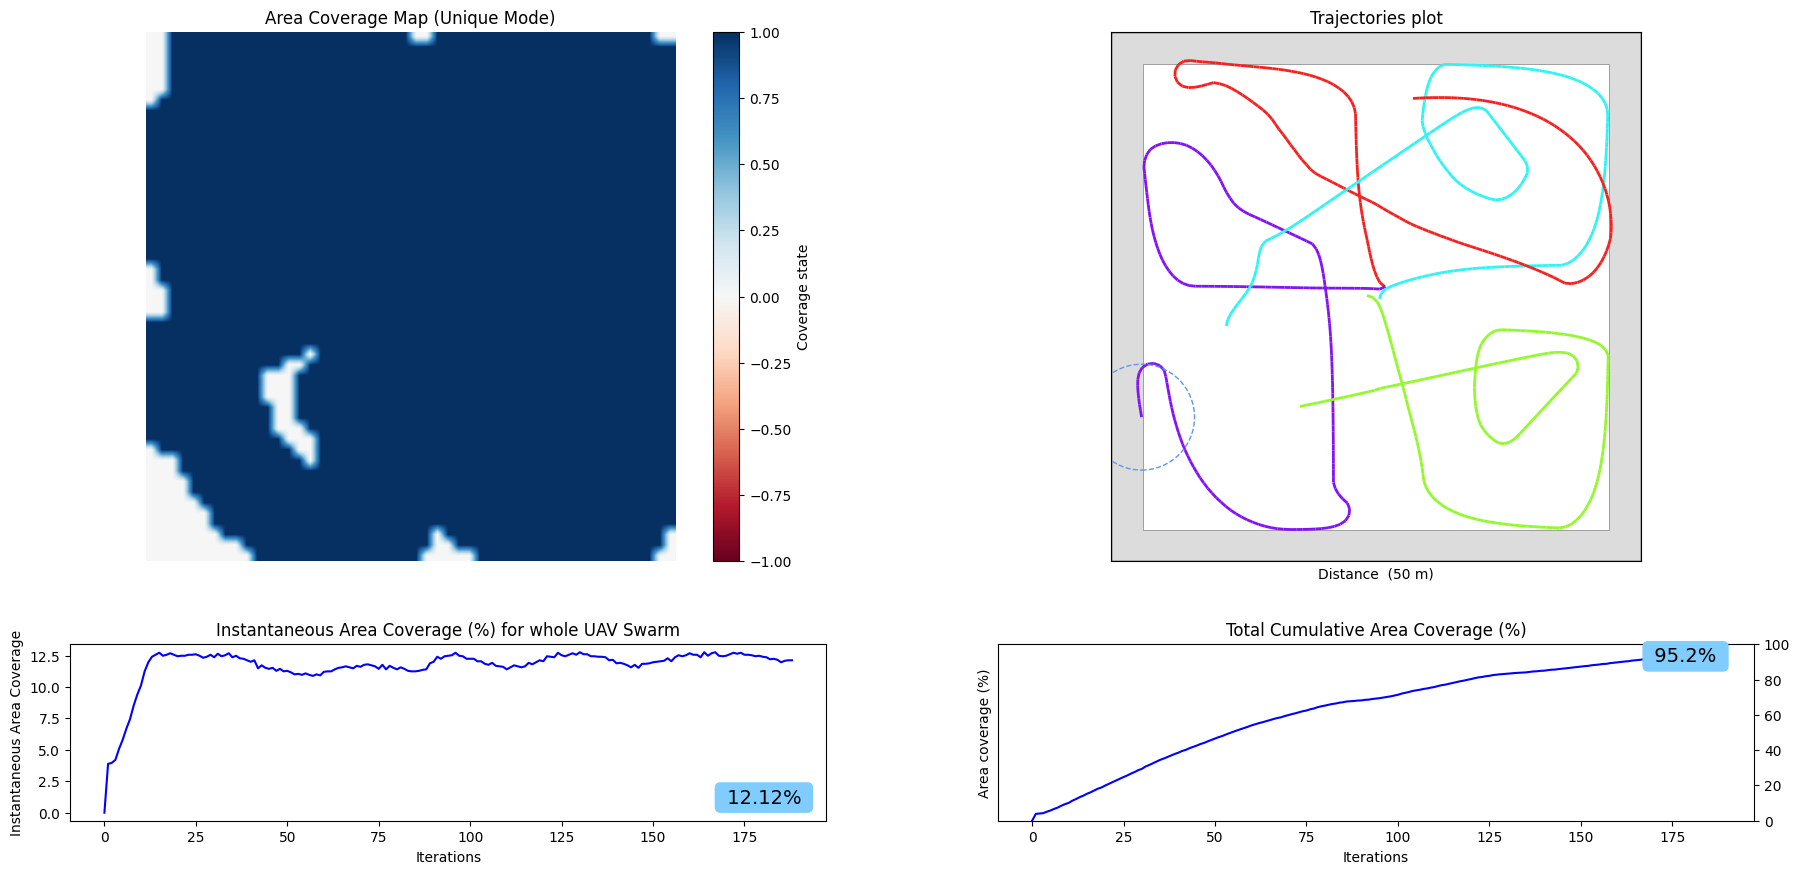 Area Coverage Map (Unique Mode)
1.00
0.75
0.50
0.25
0.00
−0.25
−0.50
−0.75
−1.00
Coverage state
Trajectories plot
Distance  (50 m)
Instantaneous Area Coverage (%) for whole UAV Swarm
Instantaneous Area Coverage
12.5
10.0
7.5
5.0
2.5
0.0
12.12%
0 25 50 75 100 125 150 175
Iterations
Total Cumulative Area Coverage (%)
Area coverage (%)
95.2%
100
80
60
40
20
0
0 25 50 75 100 125 150 175
Iterations